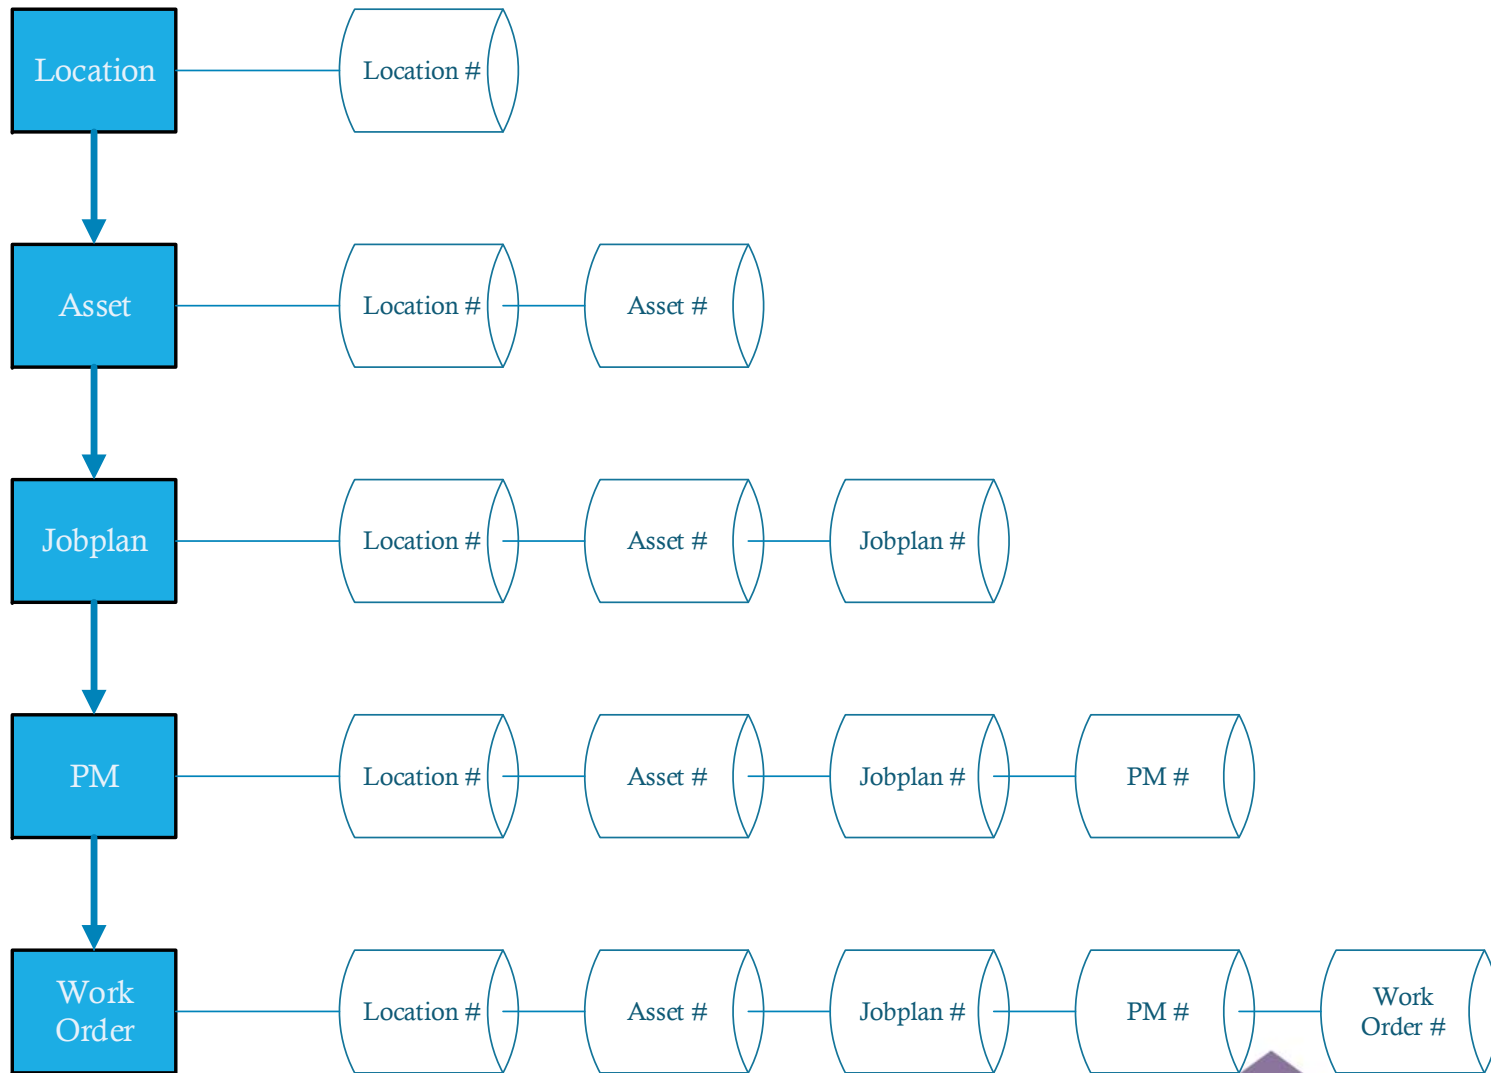 Location
Location #
Asset
Location #
Asset #
Jobplan
Location #
Asset #
Jobplan #
PM
Location #
Asset #
Jobplan #
PM #
Work
Order
Location #
Asset #
Jobplan #
PM #
Work
Order #